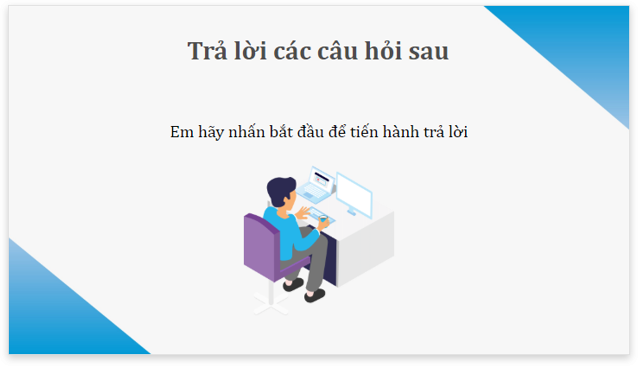 Trả lời các câu hỏi sau
Em hãy nhấn bắt đầu để tiến hành trả lời